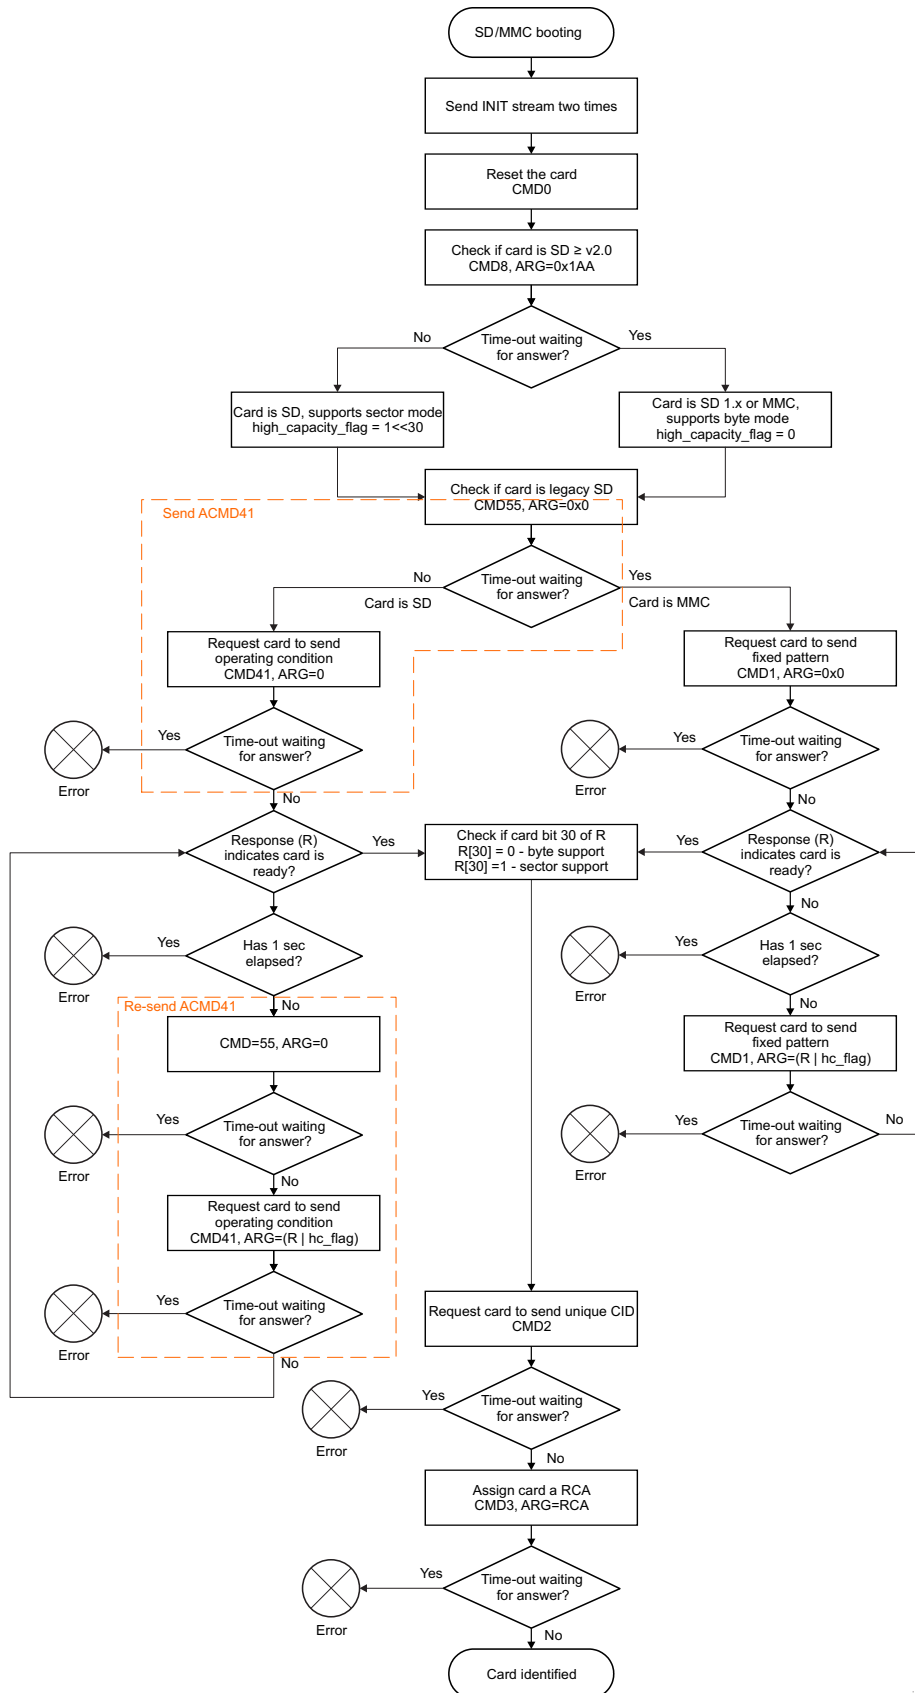 SD/MMC booting
Send INIT stream two times
Reset the card
CMD0
Check if card is SD ≥ v2.0
CMD8, ARG=0x1AA
No
Time-out waiting
for answer?
Yes
Card is SD, supports sector mode
high_capacity_flag = 1<<30
Card is SD 1.x or MMC,
supports byte mode
high_capacity_flag = 0
Check if card is legacy SD
CMD55, ARG=0x0
Send ACMD41
No
Card is SD
Time-out waiting
for answer?
Yes
Card is MMC
Request card to send
operating condition
CMD41, ARG=0
Request card to send
fixed pattern
CMD1, ARG=0x0
Yes
Time-out waiting
for answer?
Error
No
Yes
Time-out waiting
for answer?
Error
No
Response (R)
indicates card is
ready?
Yes
Check if card bit 30 of R
R[30] = 0 - byte support
R[30] =1 - sector support
Yes
Response (R)
indicates card is
ready?
No
Yes
Has 1 sec
elapsed?
Error
No
Yes
Has 1 sec
elapsed?
Error
No
Re-send ACMD41
CMD=55, ARG=0
Request card to send
fixed pattern
CMD1, ARG=(R | hc_flag)
Yes
Time-out waiting
for answer?
Error
No
Yes
Time-out waiting
for answer?
No
Error
Request card to send
operating condition
CMD41, ARG=(R | hc_flag)
Yes
Time-out waiting
for answer?
Error
No
Request card to send unique CID
CMD2
Yes
Time-out waiting
for answer?
Error
No
Assign card a RCA
CMD3, ARG=RCA
Yes
Time-out waiting
for answer?
Error
No
Card identified